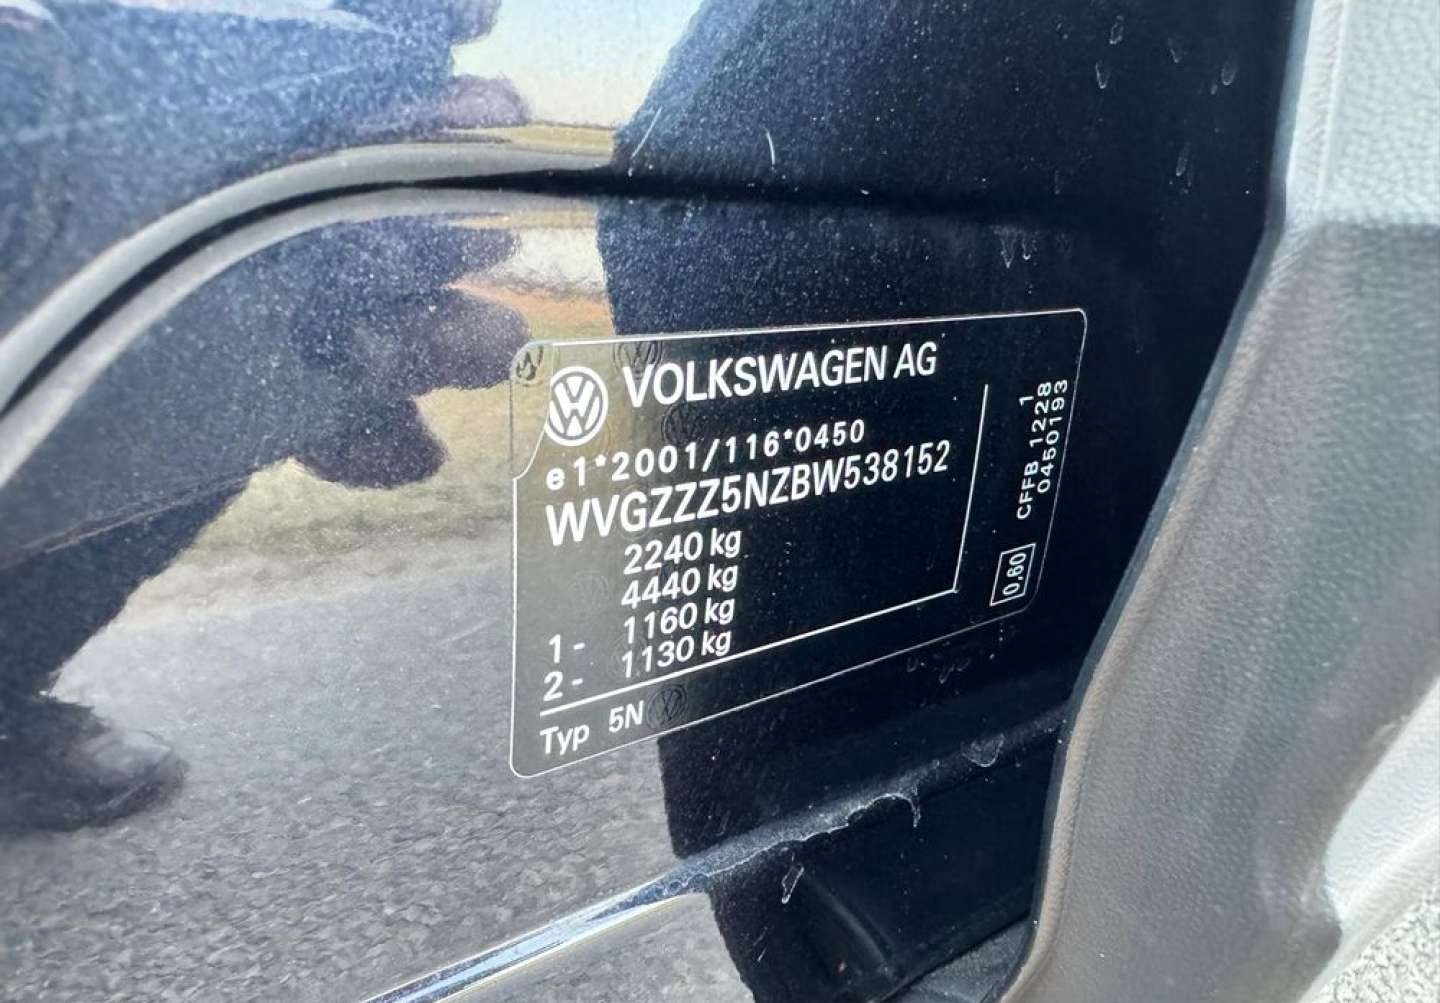 VOLKSWAGEN AG
e1*2001/116*0450
WVGZZZ5NZBW538152
2240 kg
4440 kg
1- 1160 kg
2- 1130 kg
Typ 5N
1
CFFB 1228
0450193
0,60